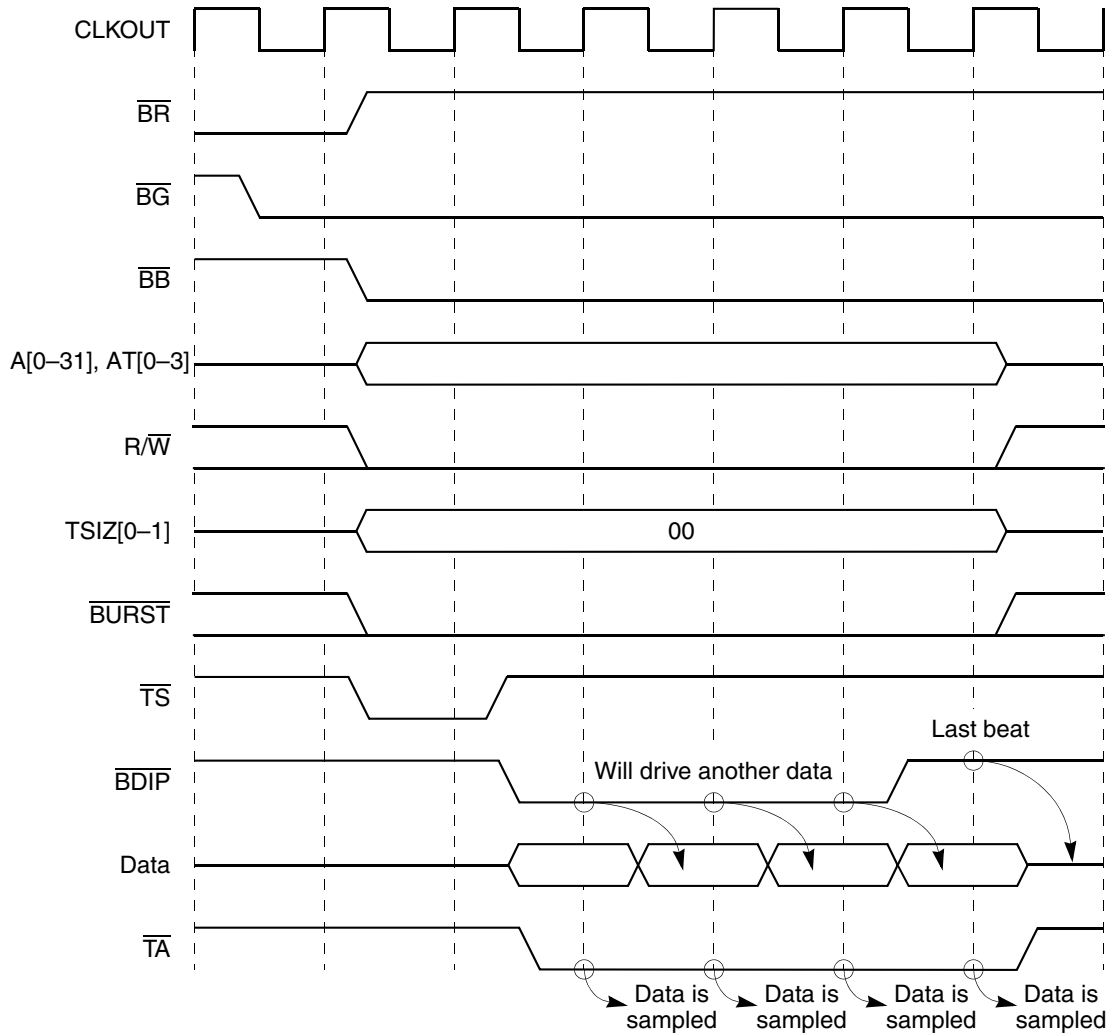 CLKOUT
BR
BG
BB
A[0–31], AT[0–3]
R/W
TSIZ[0–1]
00
BURST
TS
Last beat
BDIP
Will drive another data
Data
TA
Data is
sampled
Data is
sampled
Data is
sampled
Data is
sampled